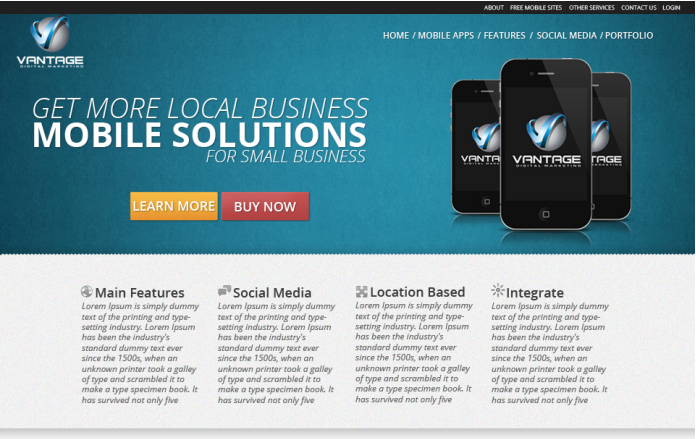 ABOUT FREE MOBILE SITES OTHER SERVICES CONTACT US LOGIN
VANTAGE
DIGITAL MARKETING
HOME / MOBILE APPS / FEATURES / SOCIAL MEDIA / PORTFOLIO
GET MORE LOCAL BUSINESS
MOBILE SOLUTIONS
FOR SMALL BUSINESS
LEARN MORE
BUY NOW
VANTAGE
DIGITAL MARKETING
Main Features
Lorem Ipsum is simply dummy
text of the printing and type-
setting industry. Lorem Ipsum
has been the industry's
standard dummy text ever
since the 1500s, when an
unknown printer took a galley
of type and scrambled it to
make a type specimen book. It
has survived not only five
Social Media
Lorem Ipsum is simply dummy
text of the printing and type-
setting industry. Lorem Ipsum
has been the industry's
standard dummy text ever
since the 1500s, when an
unknown printer took a galley
of type and scrambled it to
make a type specimen book. It
has survived not only five
Location Based
Lorem Ipsum is simply dummy
text of the printing and type-
setting industry. Lorem Ipsum
has been the industry's
standard dummy text ever
since the 1500s, when an
unknown printer took a galley
of type and scrambled it to
make a type specimen book. It
has survived not only five
Integrate
Lorem Ipsum is simply dummy
text of the printing and type-
setting industry. Lorem Ipsum
has been the industry's
standard dummy text ever
since the 1500s, when an
unknown printer took a galley
of type and scrambled it to
make a type specimen book. It
has survived not only five